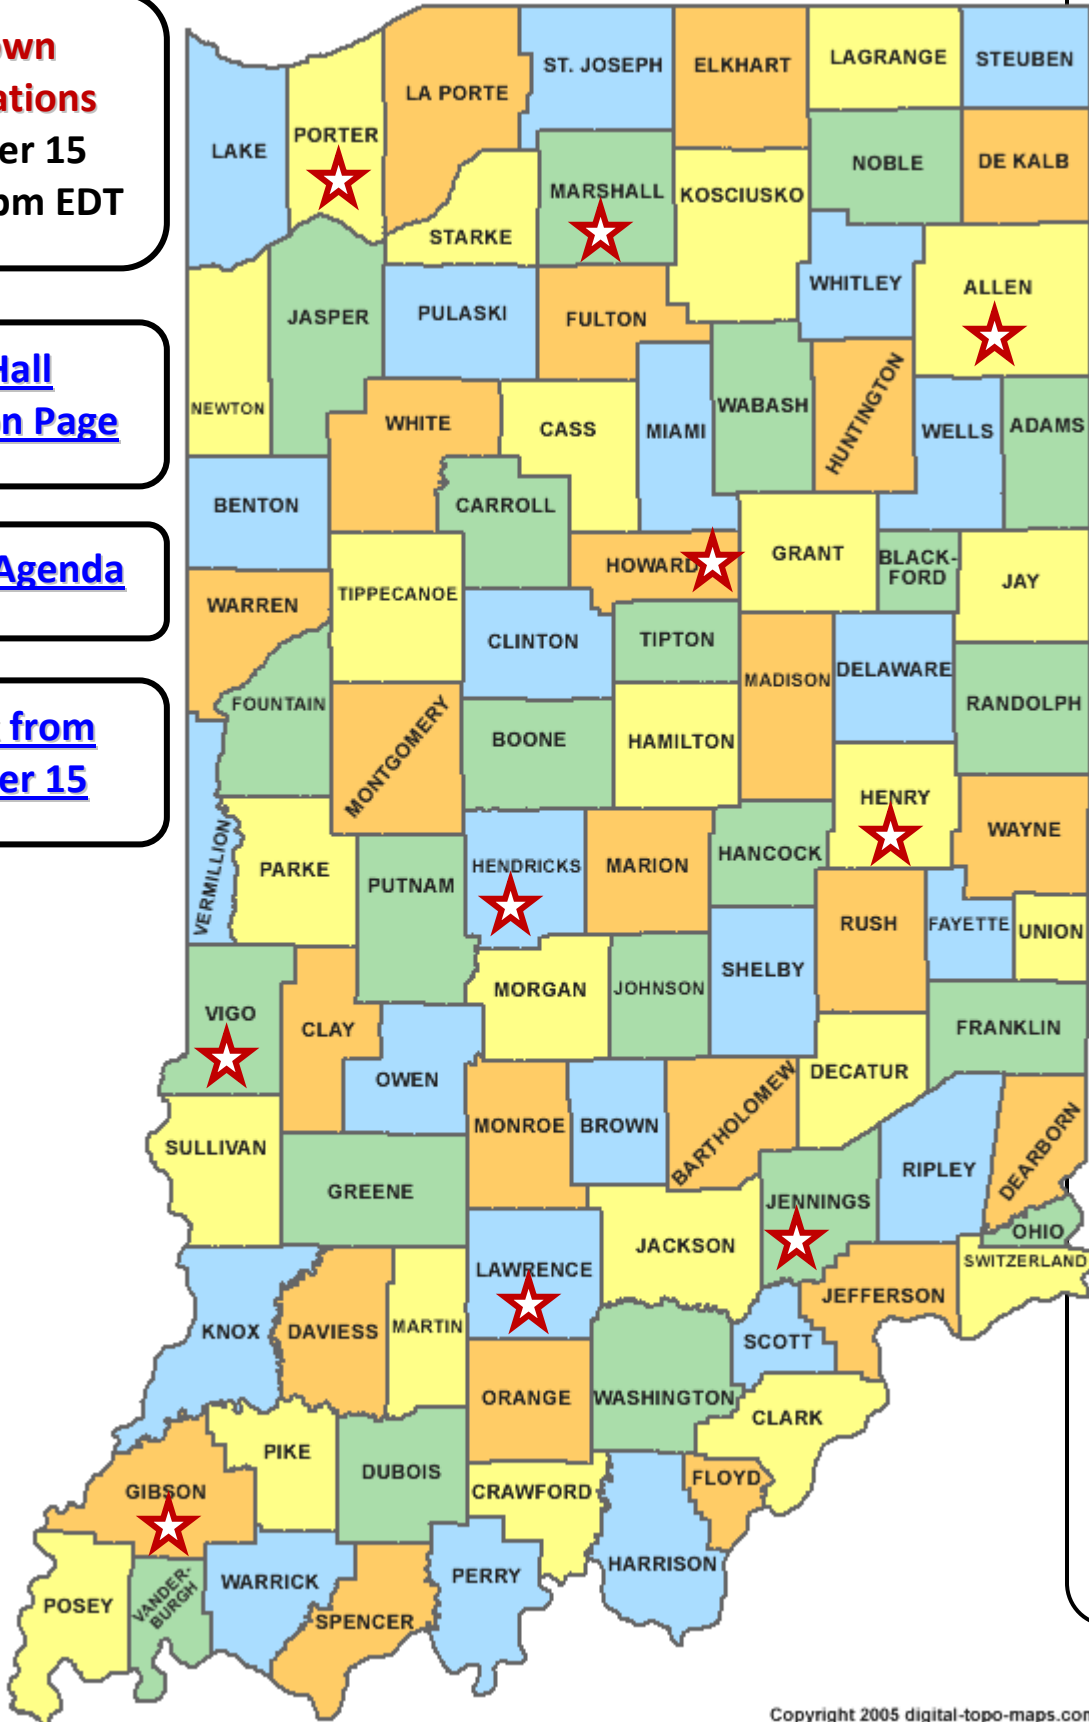 own
ations
er 15
pm EDT
Hall
n Page
Agenda
from
er 15
ST. JOSEPH
ELKHART
LAGRANGE
STEUBEN
LA PORTE
LAKE
PORTER
NOBLE
DE KALB
MARSHALL
KOSCIUSKO
STARKE
WHITLEY
ALLEN
JASPER
PULASKI
FULTON
NEWTON
WHITE
CASS
MIAMI
WABASH
HUNTINGTON
WELLS
ADAMS
BENTON
CARROLL
HOWARD
GRANT
BLACK-
FORD
JAY
WARREN
TIPPECANOE
CLINTON
TIPTON
MADISON
DELAWARE
FOUNTAIN
MONTGOMERY
BOONE
HAMILTON
RANDOLPH
HENRY
WAYNE
VERMILLION
PARKE
PUTNAM
HENDRICKS
MARION
HANCOCK
RUSH
FAYETTE
UNION
SHELBY
MORGAN
JOHNSON
VIGO
CLAY
FRANKLIN
OWEN
DECATUR
SULLIVAN
MONROE
BROWN
BARTHOLOMEW
RIPLEY
DEARBORN
GREENE
JENNINGS
OHIO
JACKSON
SWITZERLAND
LAWRENCE
JEFFERSON
KNOX
DAVIESS
MARTIN
SCOTT
ORANGE
WASHINGTON
CLARK
PIKE
DUBOIS
CRAWFORD
FLOYD
GIBSON
HARRISON
WARRICK
PERRY
POSEY
VANDER-
BURGH
SPENCER
Copyright 2005 digital-topo-maps.com